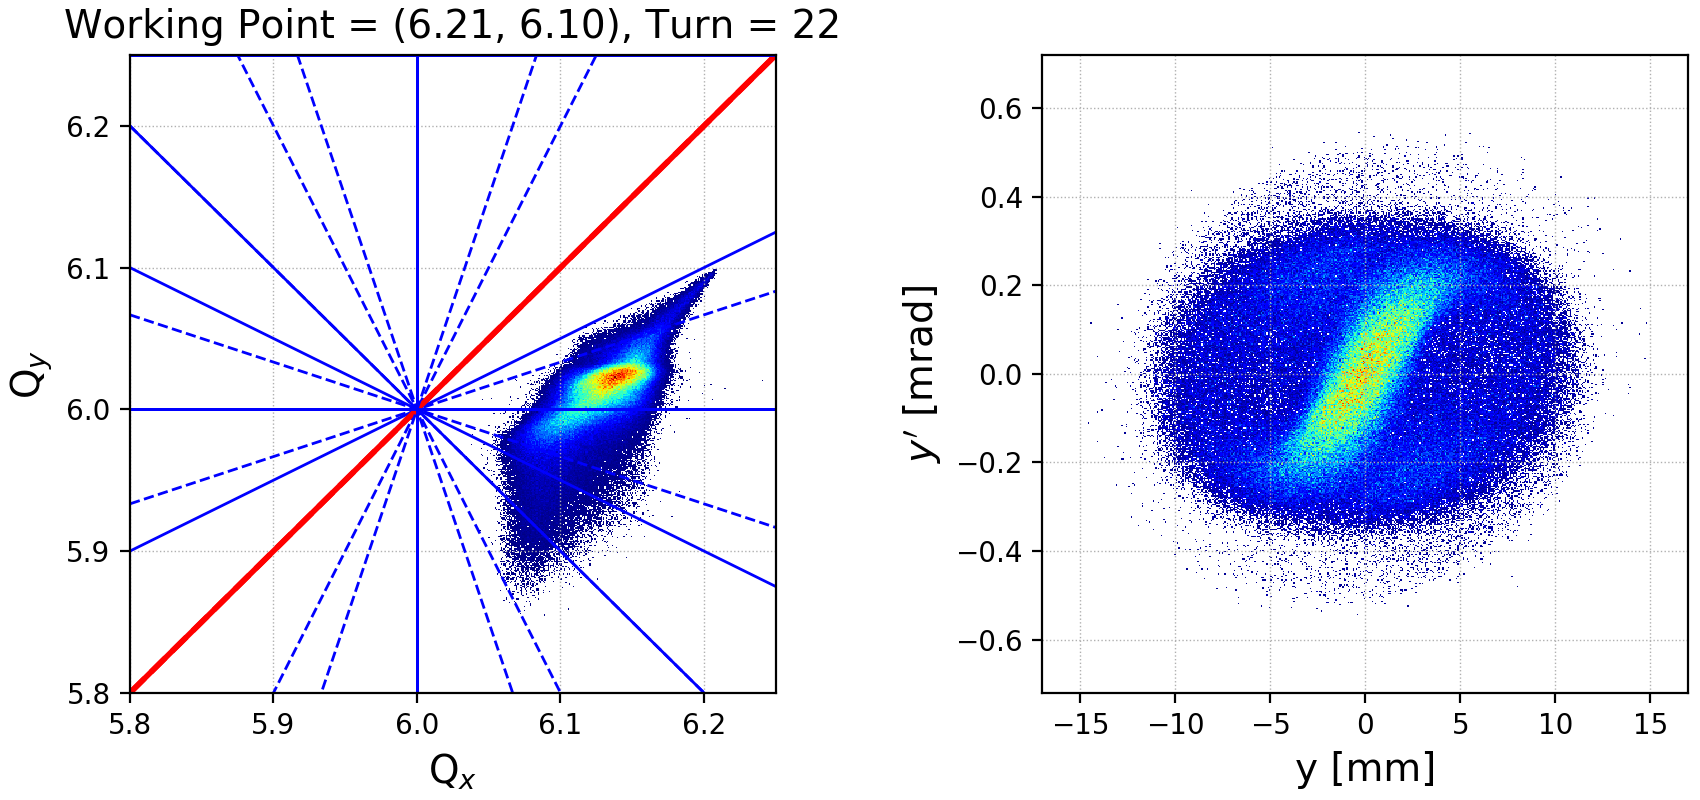 Working Point = (6.21, 6.10), Turn = 22
6.2
6.1
6.0
5.9
5.8
Q_y
5.8 5.9 6.0 6.1 6.2
Q_x
0.6
0.4
0.2
0.0
−0.2
−0.4
−0.6
y′ [mrad]
−15 −10 −5 0 5 10 15
y [mm]